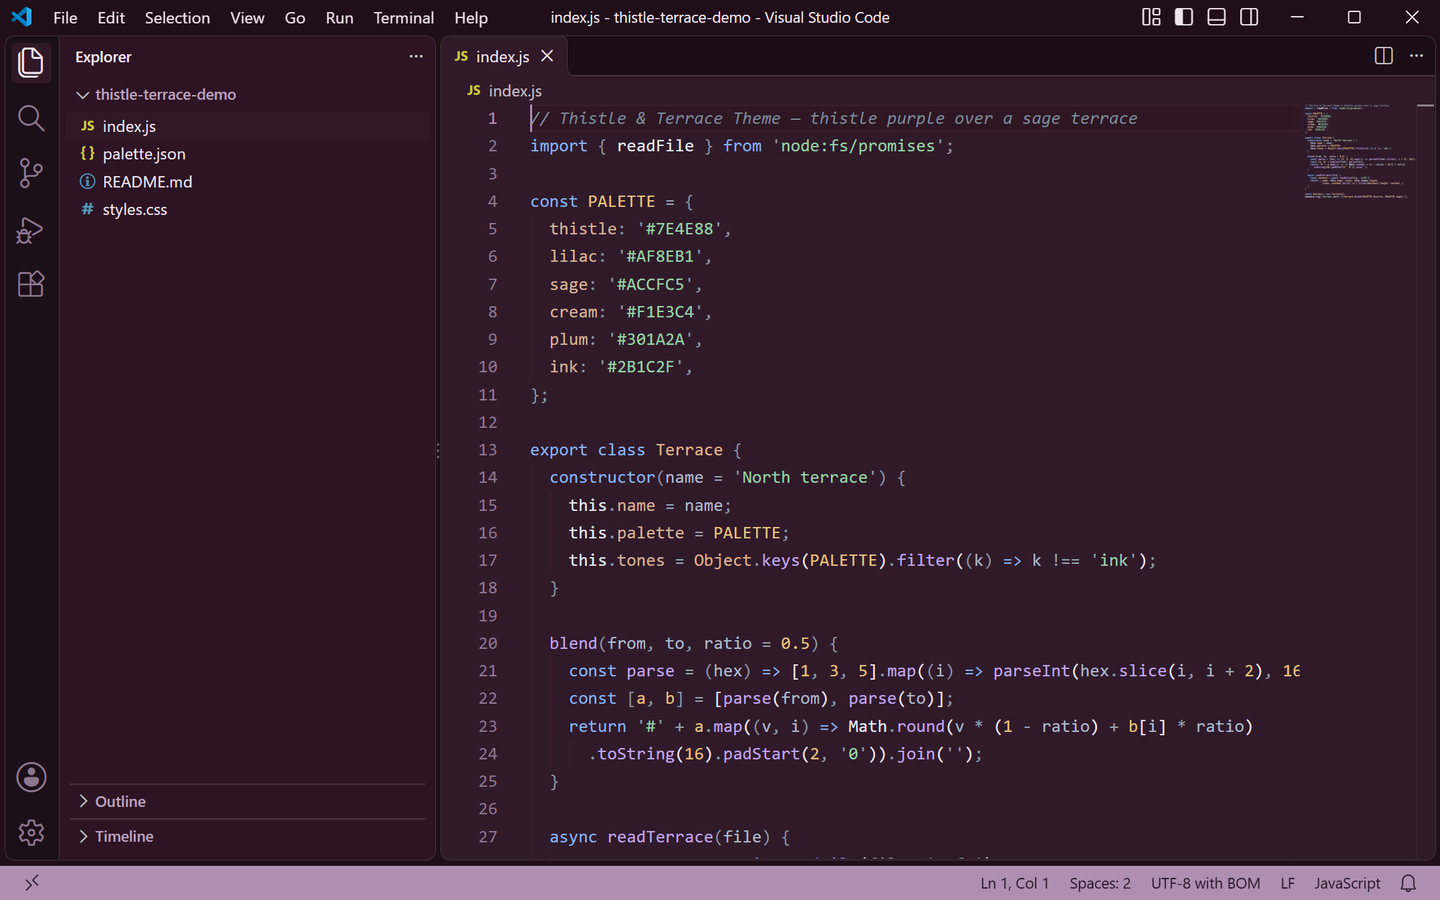 File Edit Selection View Go Run Terminal Help
index.js - thistle-terrace-demo - Visual Studio Code
Explorer
thistle-terrace-demo
JS index.js
{} palette.json
README.md
# styles.css
Outline
Timeline
JS index.js
JS index.js
1 // Thistle & Terrace Theme — thistle purple over a sage terrace
2 import { readFile } from 'node:fs/promises';
3
4 const PALETTE = {
5 thistle: '#7E4E88',
6 lilac: '#AF8EB1',
7 sage: '#ACCFC5',
8 cream: '#F1E3C4',
9 plum: '#301A2A',
10 ink: '#2B1C2F',
11 };
12
13 export class Terrace {
14 constructor(name = 'North terrace') {
15 this.name = name;
16 this.palette = PALETTE;
17 this.tones = Object.keys(PALETTE).filter((k) => k !== 'ink');
18 }
19
20 blend(from, to, ratio = 0.5) {
21 const parse = (hex) => [1, 3, 5].map((i) => parseInt(hex.slice(i, i + 2), 16
22 const [a, b] = [parse(from), parse(to)];
23 return '#' + a.map((v, i) => Math.round(v * (1 - ratio) + b[i] * ratio)
24 .toString(16).padStart(2, '0')).join('');
25 }
26
27 async readTerrace(file) {
Ln 1, Col 1 Spaces: 2 UTF-8 with BOM LF JavaScript